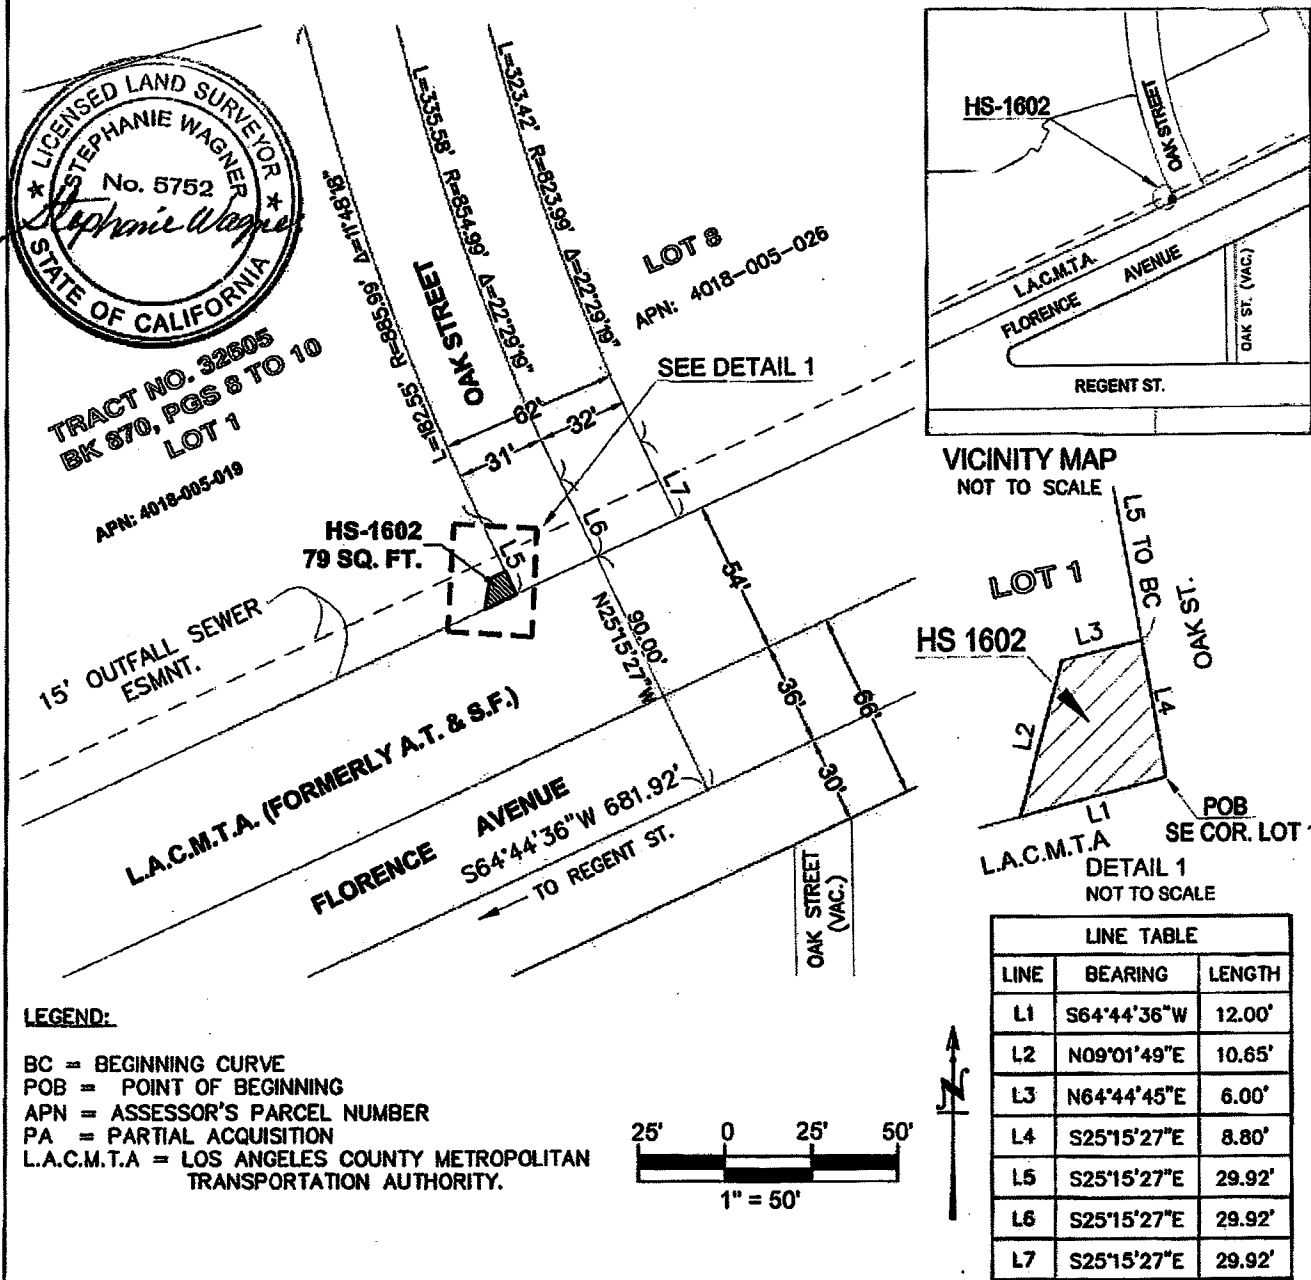 LICENSED LAND SURVEYOR
STEPHANIE WAGNER
No. 5752
Stephanie Wagner
STATE OF CALIFORNIA
TRACT NO. 32605
BK 870, PGS 8 TO 10
LOT 1
APN: 4018-005-019
L=182.55' R=885.99' Δ=11°48'18"
L=335.58' R=854.99' Δ=22°29'19"
L=323.42' R=823.99' Δ=22°29'19"
OAK STREET
LOT 8
APN: 4018-005-026
SEE DETAIL 1
62'
31'
32'
L5
L6
L7
HS-1602
79 SQ. FT.
15' OUTFALL SEWER
ESMNT.
90.00'
N25°15'27"W
54'
36'
66'
30'
L.A.C.M.T.A. (FORMERLY A.T. & S.F.)
FLORENCE AVENUE
S64°44'36"W 681.92'
TO REGENT ST.
OAK STREET
(VAC.)
HS-1602
OAK STREET
L.A.C.M.T.A.
FLORENCE AVENUE
OAK ST. (VAC.)
REGENT ST.
VICINITY MAP
NOT TO SCALE
L5 TO BC
LOT 1
OAK ST.
HS 1602
L3
L4
L2
L1
POB
SE COR. LOT 1
L.A.C.M.T.A
DETAIL 1
NOT TO SCALE
LINE TABLE
LINE BEARING LENGTH
L1 S64°44'36"W 12.00'
L2 N09°01'49"E 10.65'
L3 N64°44'45"E 6.00'
L4 S25°15'27"E 8.80'
L5 S25°15'27"E 29.92'
L6 S25°15'27"E 29.92'
L7 S25°15'27"E 29.92'
LEGEND:
BC = BEGINNING CURVE
POB = POINT OF BEGINNING
APN = ASSESSOR'S PARCEL NUMBER
PA = PARTIAL ACQUISITION
L.A.C.M.T.A = LOS ANGELES COUNTY METROPOLITAN
TRANSPORTATION AUTHORITY.
25' 0 25' 50'
1" = 50'
N